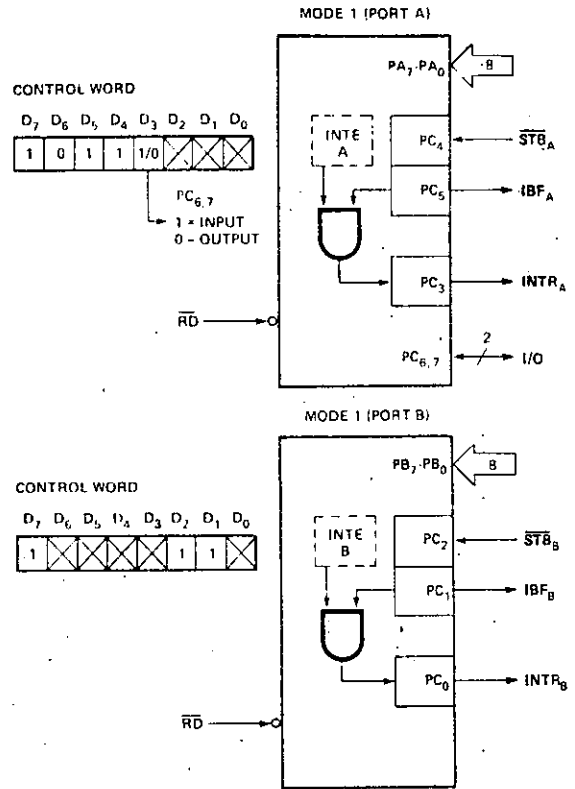 MODE 1 (PORT A)
PA7-PA0
8
CONTROL WORD
D7 D6 D5 D4 D3 D2 D1 D0
1 0 1 1 1/0
PC6,7
1 = INPUT
0 - OUTPUT
INTE
A
PC4
STBA
PC5
IBFA
PC3
INTRA
RD
PC6,7
2
I/O
MODE 1 (PORT B)
PB7-PB0
8
CONTROL WORD
D7 D6 D5 D4 D3 D2 D1 D0
1 1 1
INTE
B
PC2
STBB
PC1
IBFB
PC0
INTRB
RD